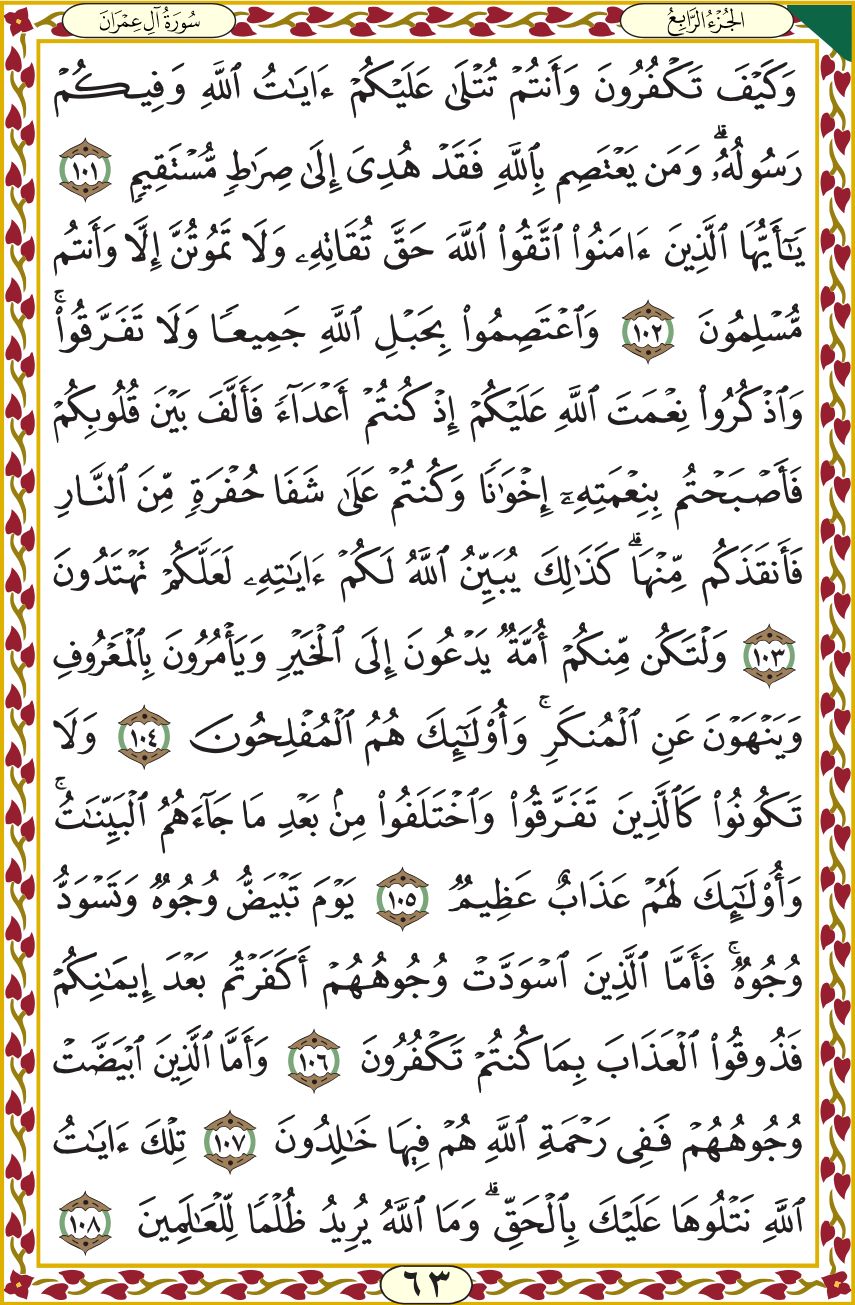 الجُزْءُ الرَّابِعُ
سُورَةُ آلِ عِمْرَانَ
وَكَيْفَ تَكْفُرُونَ وَأَنتُمْ تُتْلَىٰ عَلَيْكُمْ ءَايَـٰتُ ٱللَّهِ وَفِيكُمْ
رَسُولُهُۥ ۗ وَمَن يَعْتَصِم بِٱللَّهِ فَقَدْ هُدِىَ إِلَىٰ صِرَٰطٍ مُّسْتَقِيمٍ ١٠١
يَـٰٓأَيُّهَا ٱلَّذِينَ ءَامَنُوا۟ ٱتَّقُوا۟ ٱللَّهَ حَقَّ تُقَاتِهِۦ وَلَا تَمُوتُنَّ إِلَّا وَأَنتُم
مُّسْلِمُونَ ١٠٢ وَٱعْتَصِمُوا۟ بِحَبْلِ ٱللَّهِ جَمِيعًا وَلَا تَفَرَّقُوا۟ ۚ
وَٱذْكُرُوا۟ نِعْمَتَ ٱللَّهِ عَلَيْكُمْ إِذْ كُنتُمْ أَعْدَآءً فَأَلَّفَ بَيْنَ قُلُوبِكُمْ
فَأَصْبَحْتُم بِنِعْمَتِهِۦٓ إِخْوَٰنًا وَكُنتُمْ عَلَىٰ شَفَا حُفْرَةٍ مِّنَ ٱلنَّارِ
فَأَنقَذَكُم مِّنْهَا ۗ كَذَٰلِكَ يُبَيِّنُ ٱللَّهُ لَكُمْ ءَايَـٰتِهِۦ لَعَلَّكُمْ تَهْتَدُونَ
١٠٣ وَلْتَكُن مِّنكُمْ أُمَّةٌ يَدْعُونَ إِلَى ٱلْخَيْرِ وَيَأْمُرُونَ بِٱلْمَعْرُوفِ
وَيَنْهَوْنَ عَنِ ٱلْمُنكَرِ ۚ وَأُو۟لَـٰٓئِكَ هُمُ ٱلْمُفْلِحُونَ ١٠٤ وَلَا
تَكُونُوا۟ كَٱلَّذِينَ تَفَرَّقُوا۟ وَٱخْتَلَفُوا۟ مِنۢ بَعْدِ مَا جَآءَهُمُ ٱلْبَيِّنَـٰتُ ۚ
وَأُو۟لَـٰٓئِكَ لَهُمْ عَذَابٌ عَظِيمٌ ١٠٥ يَوْمَ تَبْيَضُّ وُجُوهٌ وَتَسْوَدُّ
وُجُوهٌ ۚ فَأَمَّا ٱلَّذِينَ ٱسْوَدَّتْ وُجُوهُهُمْ أَكَفَرْتُم بَعْدَ إِيمَـٰنِكُمْ
فَذُوقُوا۟ ٱلْعَذَابَ بِمَا كُنتُمْ تَكْفُرُونَ ١٠٦ وَأَمَّا ٱلَّذِينَ ٱبْيَضَّتْ
وُجُوهُهُمْ فَفِى رَحْمَةِ ٱللَّهِ هُمْ فِيهَا خَـٰلِدُونَ ١٠٧ تِلْكَ ءَايَـٰتُ
ٱللَّهِ نَتْلُوهَا عَلَيْكَ بِٱلْحَقِّ ۗ وَمَا ٱللَّهُ يُرِيدُ ظُلْمًا لِّلْعَـٰلَمِينَ ١٠٨
٦٣